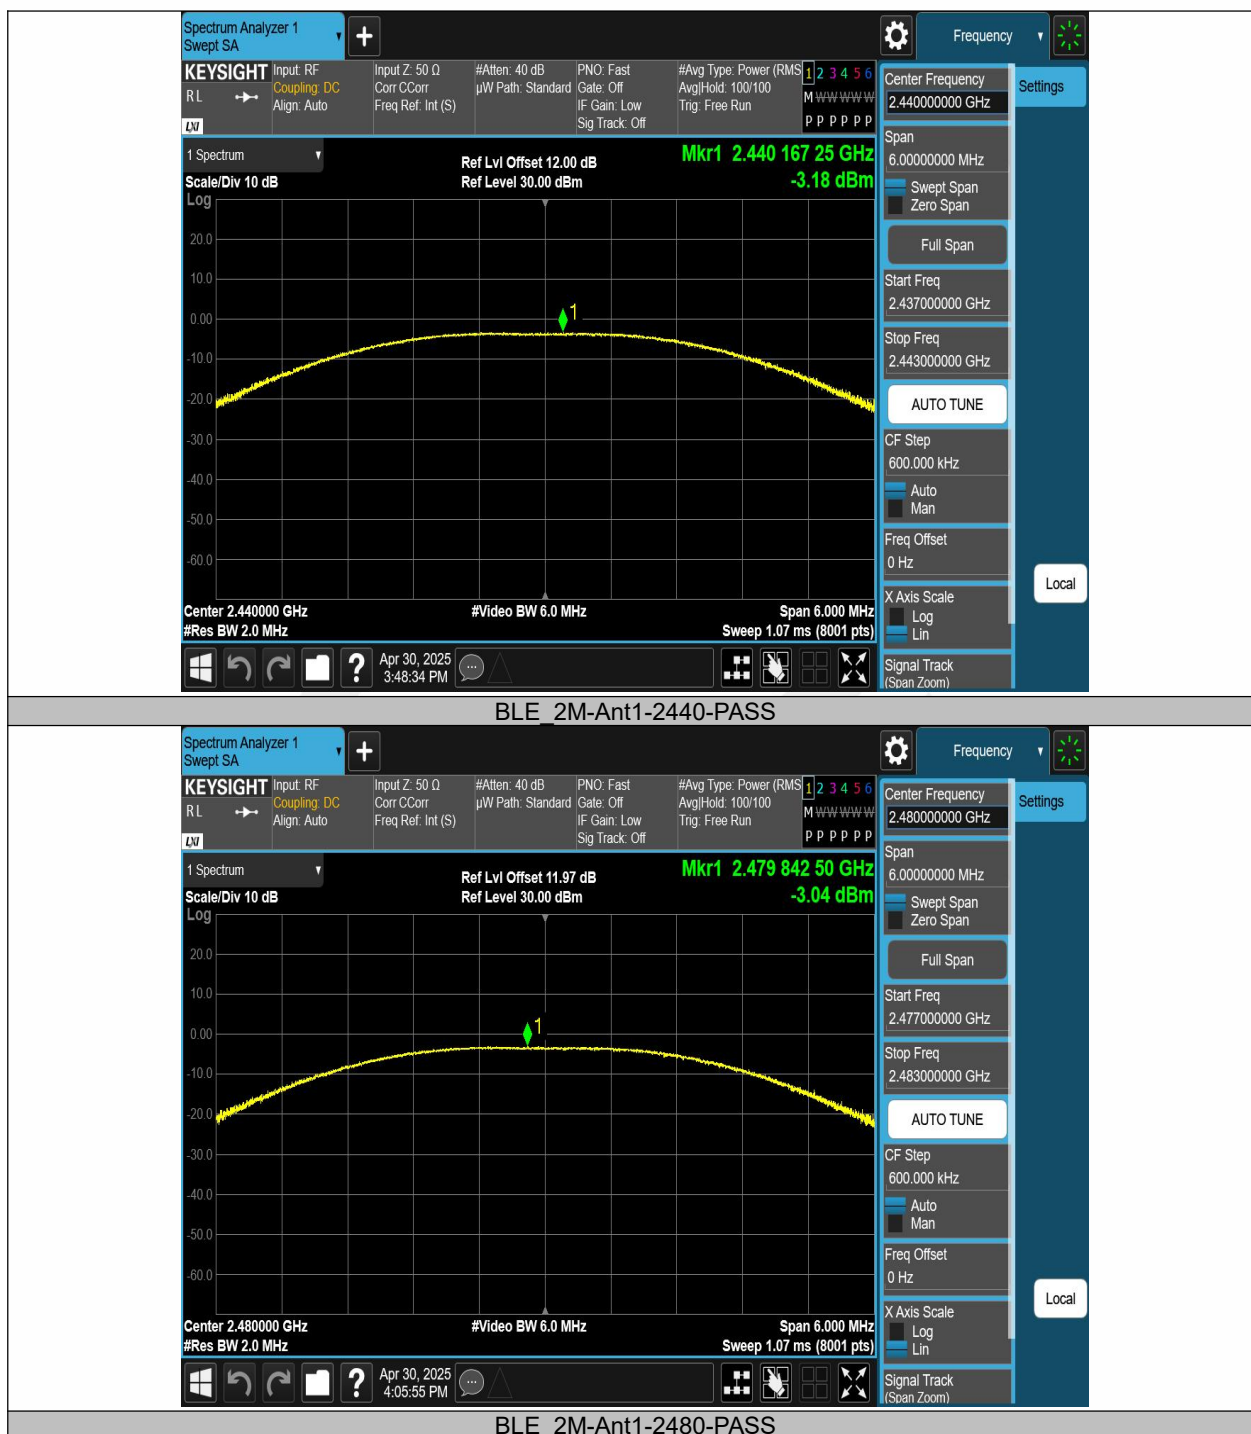 Spectrum Analyzer 1
Swept SA
Frequency
KEYSIGHT
R L
LXI
Input: RF
Coupling: DC
Align: Auto
Input Z: 50 Ω
Corr CCorr
Freq Ref: Int (S)
#Atten: 40 dB
µW Path: Standard
PNO: Fast
Gate: Off
IF Gain: Low
Sig Track: Off
#Avg Type: Power (RMS
Avg|Hold: 100/100
Trig: Free Run
1 2 3 4 5 6
M W W W W W
P P P P P P
1 Spectrum
Scale/Div 10 dB
Log
Ref Lvl Offset 12.00 dB
Ref Level 30.00 dBm
Mkr1 2.440 167 25 GHz
-3.18 dBm
20.0
10.0
0.00
-10.0
-20.0
-30.0
-40.0
-50.0
-60.0
1
Center 2.440000 GHz
#Res BW 2.0 MHz
#Video BW 6.0 MHz
Span 6.000 MHz
Sweep 1.07 ms (8001 pts)
Apr 30, 2025
3:48:34 PM
Center Frequency
2.440000000 GHz
Settings
Span
6.00000000 MHz
Swept Span
Zero Span
Full Span
Start Freq
2.437000000 GHz
Stop Freq
2.443000000 GHz
AUTO TUNE
CF Step
600.000 kHz
Auto
Man
Freq Offset
0 Hz
X Axis Scale
Log
Lin
Local
Signal Track
(Span Zoom)
BLE_2M-Ant1-2440-PASS
Spectrum Analyzer 1
Swept SA
Frequency
KEYSIGHT
R L
LXI
Input: RF
Coupling: DC
Align: Auto
Input Z: 50 Ω
Corr CCorr
Freq Ref: Int (S)
#Atten: 40 dB
µW Path: Standard
PNO: Fast
Gate: Off
IF Gain: Low
Sig Track: Off
#Avg Type: Power (RMS
Avg|Hold: 100/100
Trig: Free Run
1 2 3 4 5 6
M W W W W W
P P P P P P
1 Spectrum
Scale/Div 10 dB
Log
Ref Lvl Offset 11.97 dB
Ref Level 30.00 dBm
Mkr1 2.479 842 50 GHz
-3.04 dBm
20.0
10.0
0.00
-10.0
-20.0
-30.0
-40.0
-50.0
-60.0
1
Center 2.480000 GHz
#Res BW 2.0 MHz
#Video BW 6.0 MHz
Span 6.000 MHz
Sweep 1.07 ms (8001 pts)
Apr 30, 2025
4:05:55 PM
Center Frequency
2.480000000 GHz
Settings
Span
6.00000000 MHz
Swept Span
Zero Span
Full Span
Start Freq
2.477000000 GHz
Stop Freq
2.483000000 GHz
AUTO TUNE
CF Step
600.000 kHz
Auto
Man
Freq Offset
0 Hz
X Axis Scale
Log
Lin
Local
Signal Track
(Span Zoom)
BLE_2M-Ant1-2480-PASS